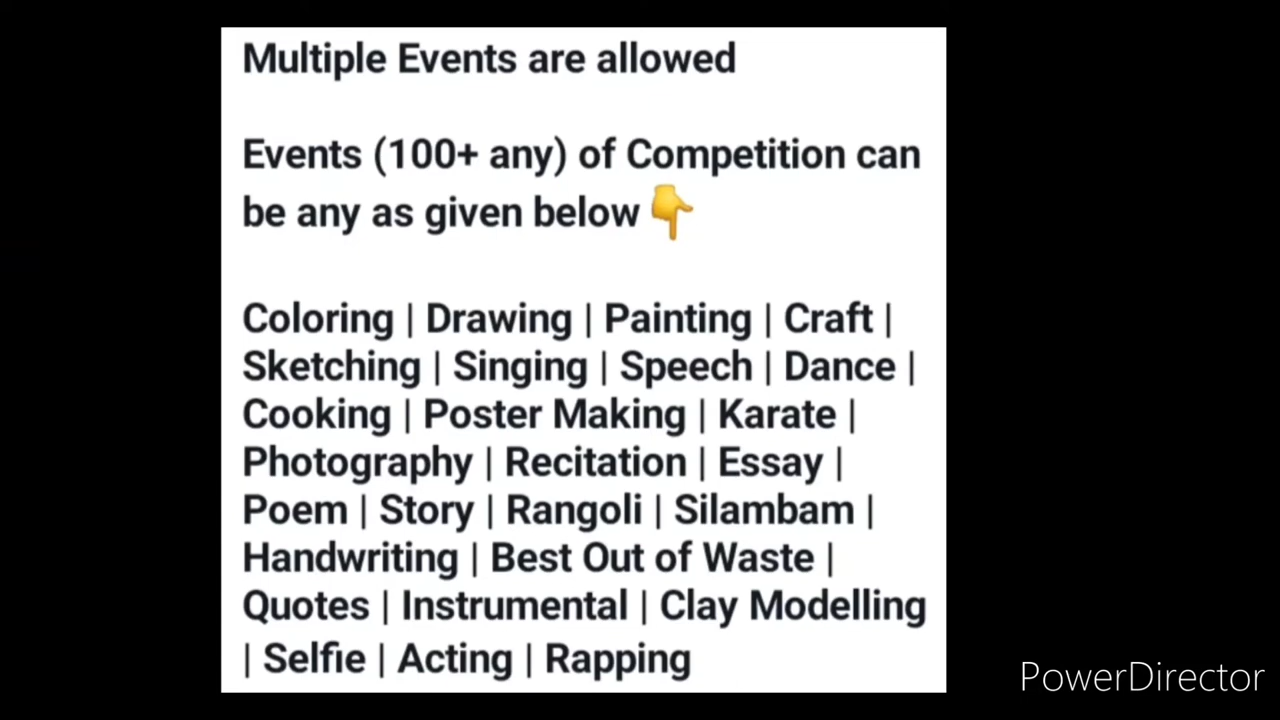 Multiple Events are allowed
Events (100+ any) of Competition can
be any as given below👇
Coloring | Drawing | Painting | Craft |
Sketching | Singing | Speech | Dance |
Cooking | Poster Making | Karate |
Photography | Recitation | Essay |
Poem | Story | Rangoli | Silambam |
Handwriting | Best Out of Waste |
Quotes | Instrumental | Clay Modelling
| Selfie | Acting | Rapping
PowerDirector